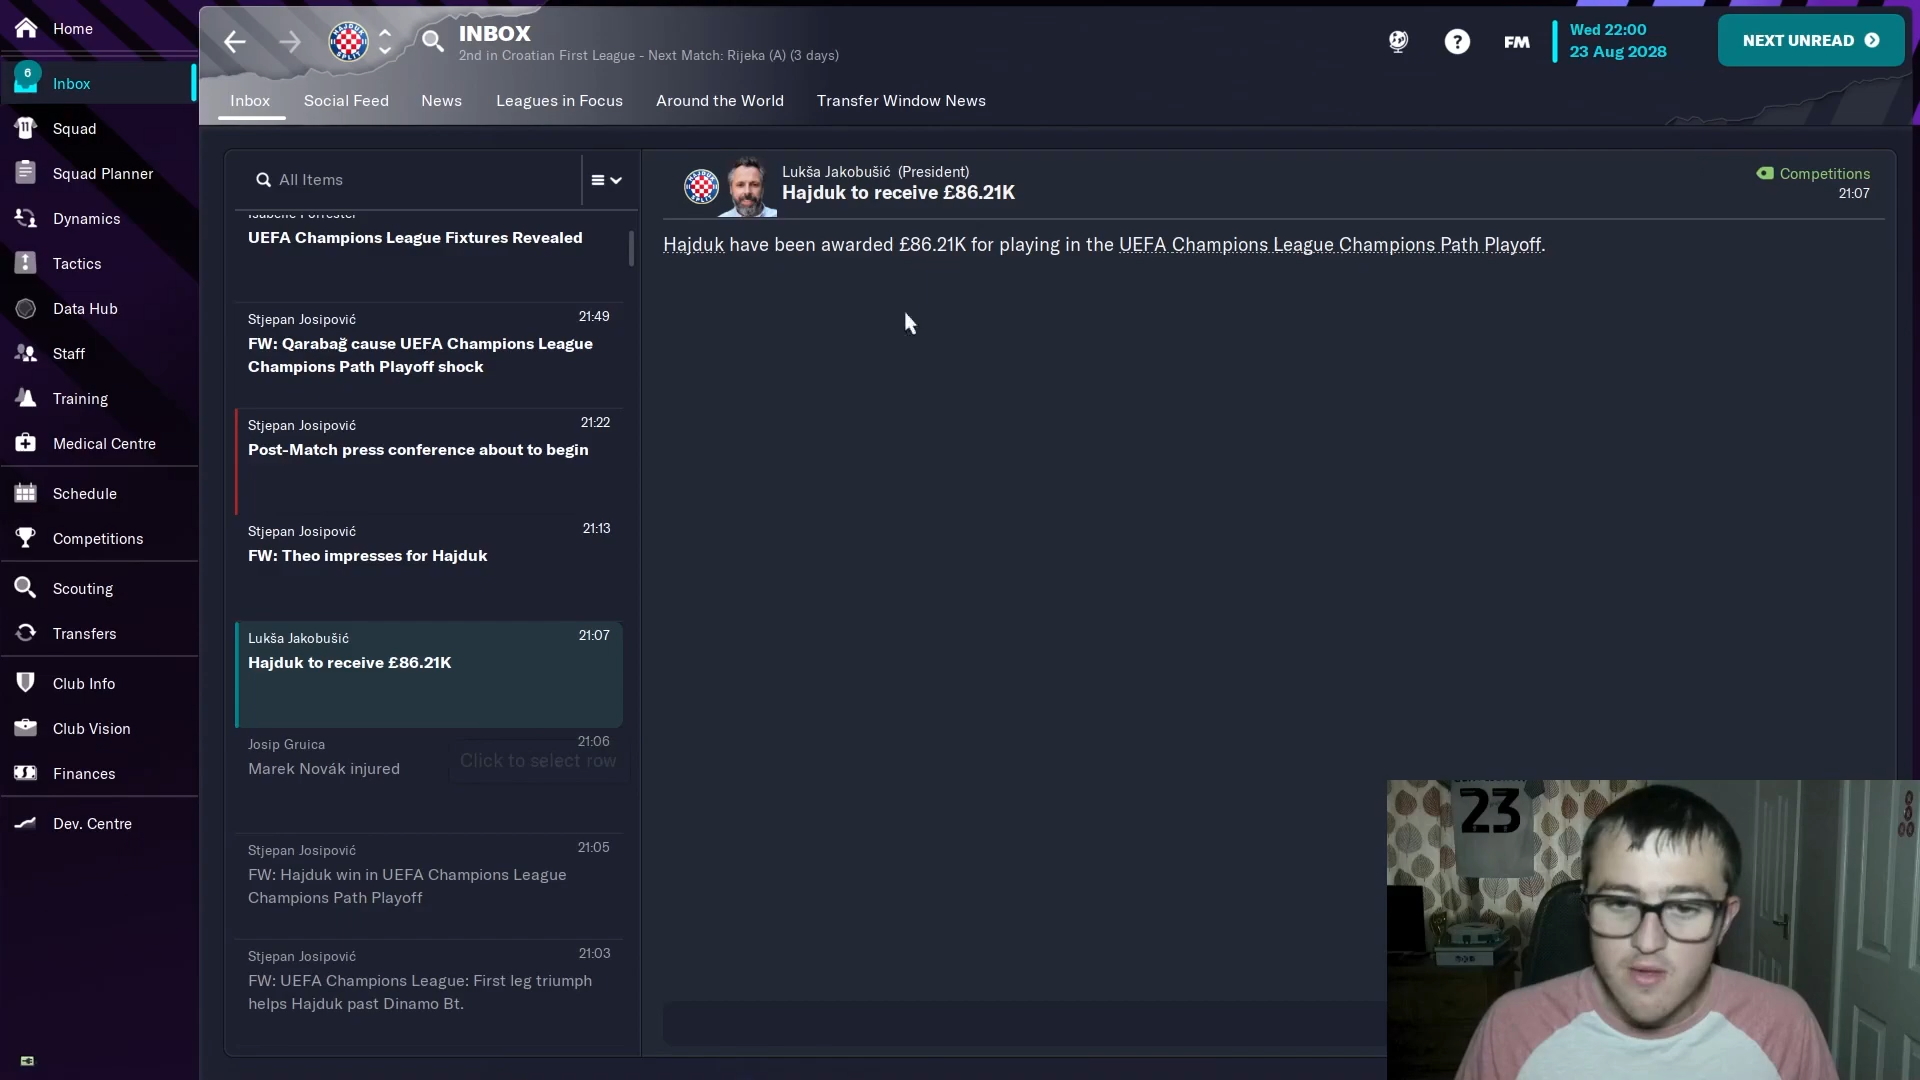 Home
Inbox
6
Squad
Squad Planner
Dynamics
Tactics
Data Hub
Staff
Training
Medical Centre
Schedule
Competitions
Scouting
Transfers
Club Info
Club Vision
Finances
Dev. Centre
INBOX
2nd in Croatian First League - Next Match: Rijeka (A) (3 days)
?
FM
Wed 22:00
23 Aug 2028
NEXT UNREAD
Inbox
Social Feed
News
Leagues in Focus
Around the World
Transfer Window News
All Items
Isabelle Forrester
UEFA Champions League Fixtures Revealed
Stjepan Josipović
21:49
FW: Qarabağ cause UEFA Champions League
Champions Path Playoff shock
Stjepan Josipović
21:22
Post-Match press conference about to begin
Stjepan Josipović
21:13
FW: Theo impresses for Hajduk
Lukša Jakobušić
21:07
Hajduk to receive £86.21K
Josip Gruica
21:06
Marek Novák injured
Click to select row
Stjepan Josipović
21:05
FW: Hajduk win in UEFA Champions League
Champions Path Playoff
Stjepan Josipović
21:03
FW: UEFA Champions League: First leg triumph
helps Hajduk past Dinamo Bt.
Lukša Jakobušić (President)
Hajduk to receive £86.21K
Competitions
21:07
Hajduk have been awarded £86.21K for playing in the UEFA Champions League Champions Path Playoff.
23